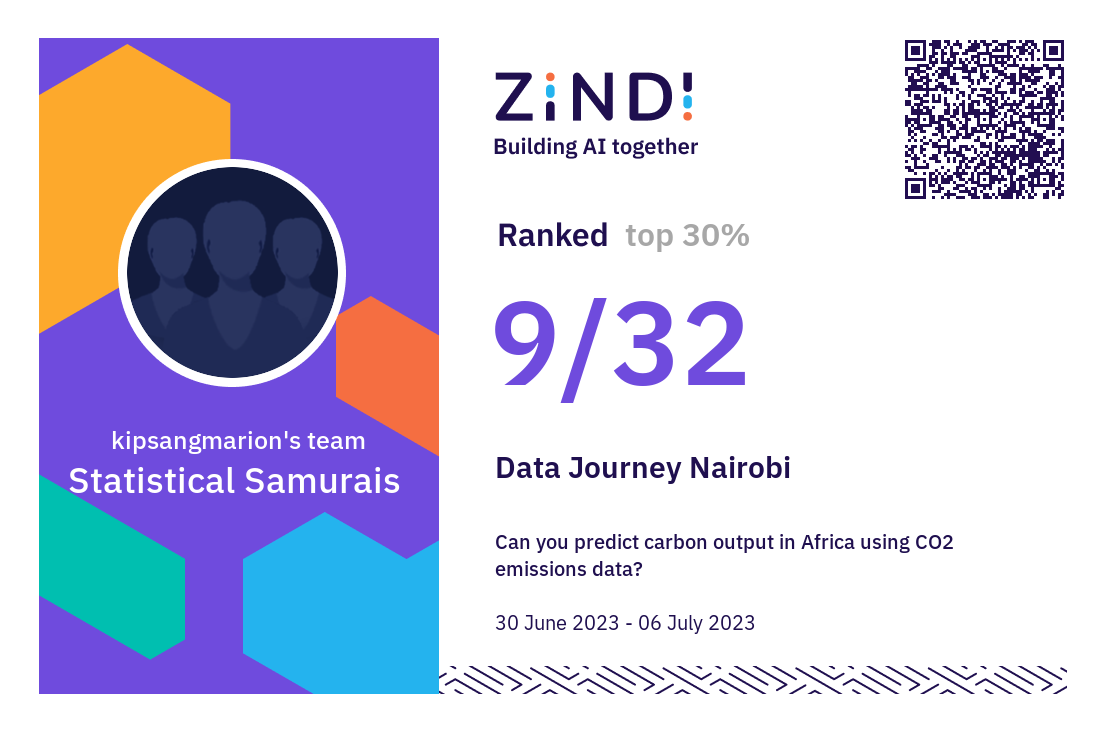 kipsangmarion's team
Statistical Samurais
ZiND!
Building AI together
Ranked top 30%
9/32
Data Journey Nairobi
Can you predict carbon output in Africa using CO2
emissions data?
30 June 2023 - 06 July 2023